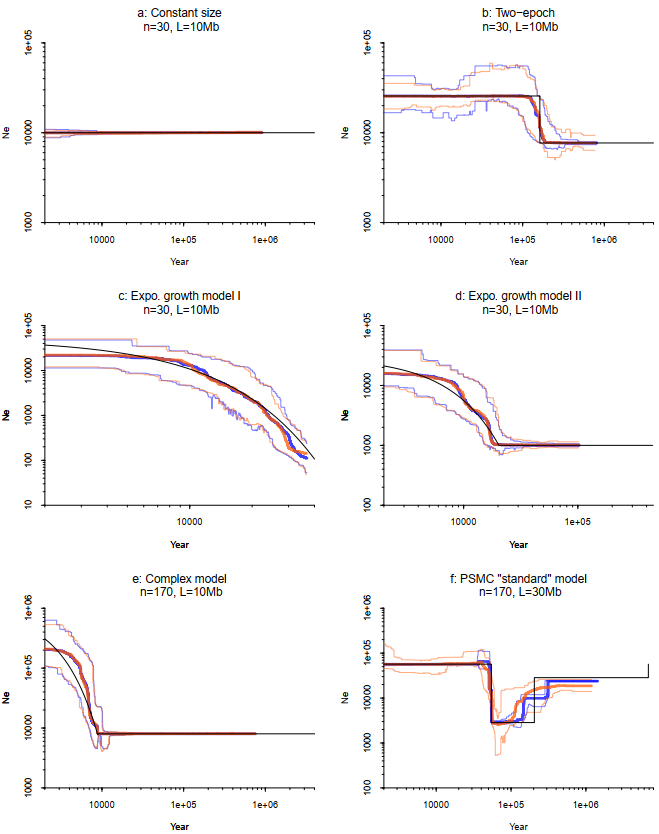 a: Constant size
n=30, L=10Mb
1e+05
10000
1000
Ne
10000 1e+05 1e+06
Year
b: Two−epoch
n=30, L=10Mb
1e+05
10000
1000
Ne
10000 1e+05 1e+06
Year
c: Expo. growth model I
n=30, L=10Mb
1e+05
10000
1000
100
10
Ne
10000
Year
d: Expo. growth model II
n=30, L=10Mb
1e+05
10000
1000
100
Ne
10000 1e+05
Year
e: Complex model
n=170, L=10Mb
1e+06
1e+05
10000
1000
Ne
10000 1e+05 1e+06
Year
f: PSMC "standard" model
n=170, L=30Mb
1e+06
1e+05
10000
1000
100
Ne
10000 1e+05 1e+06
Year